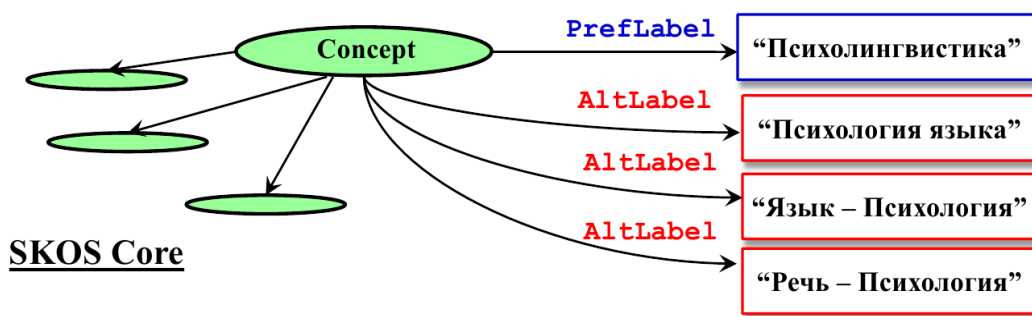 Concept
PrefLabel
“Психолингвистика”
AltLabel
“Психология языка”
AltLabel
“Язык – Психология”
AltLabel
“Речь – Психология”
SKOS Core